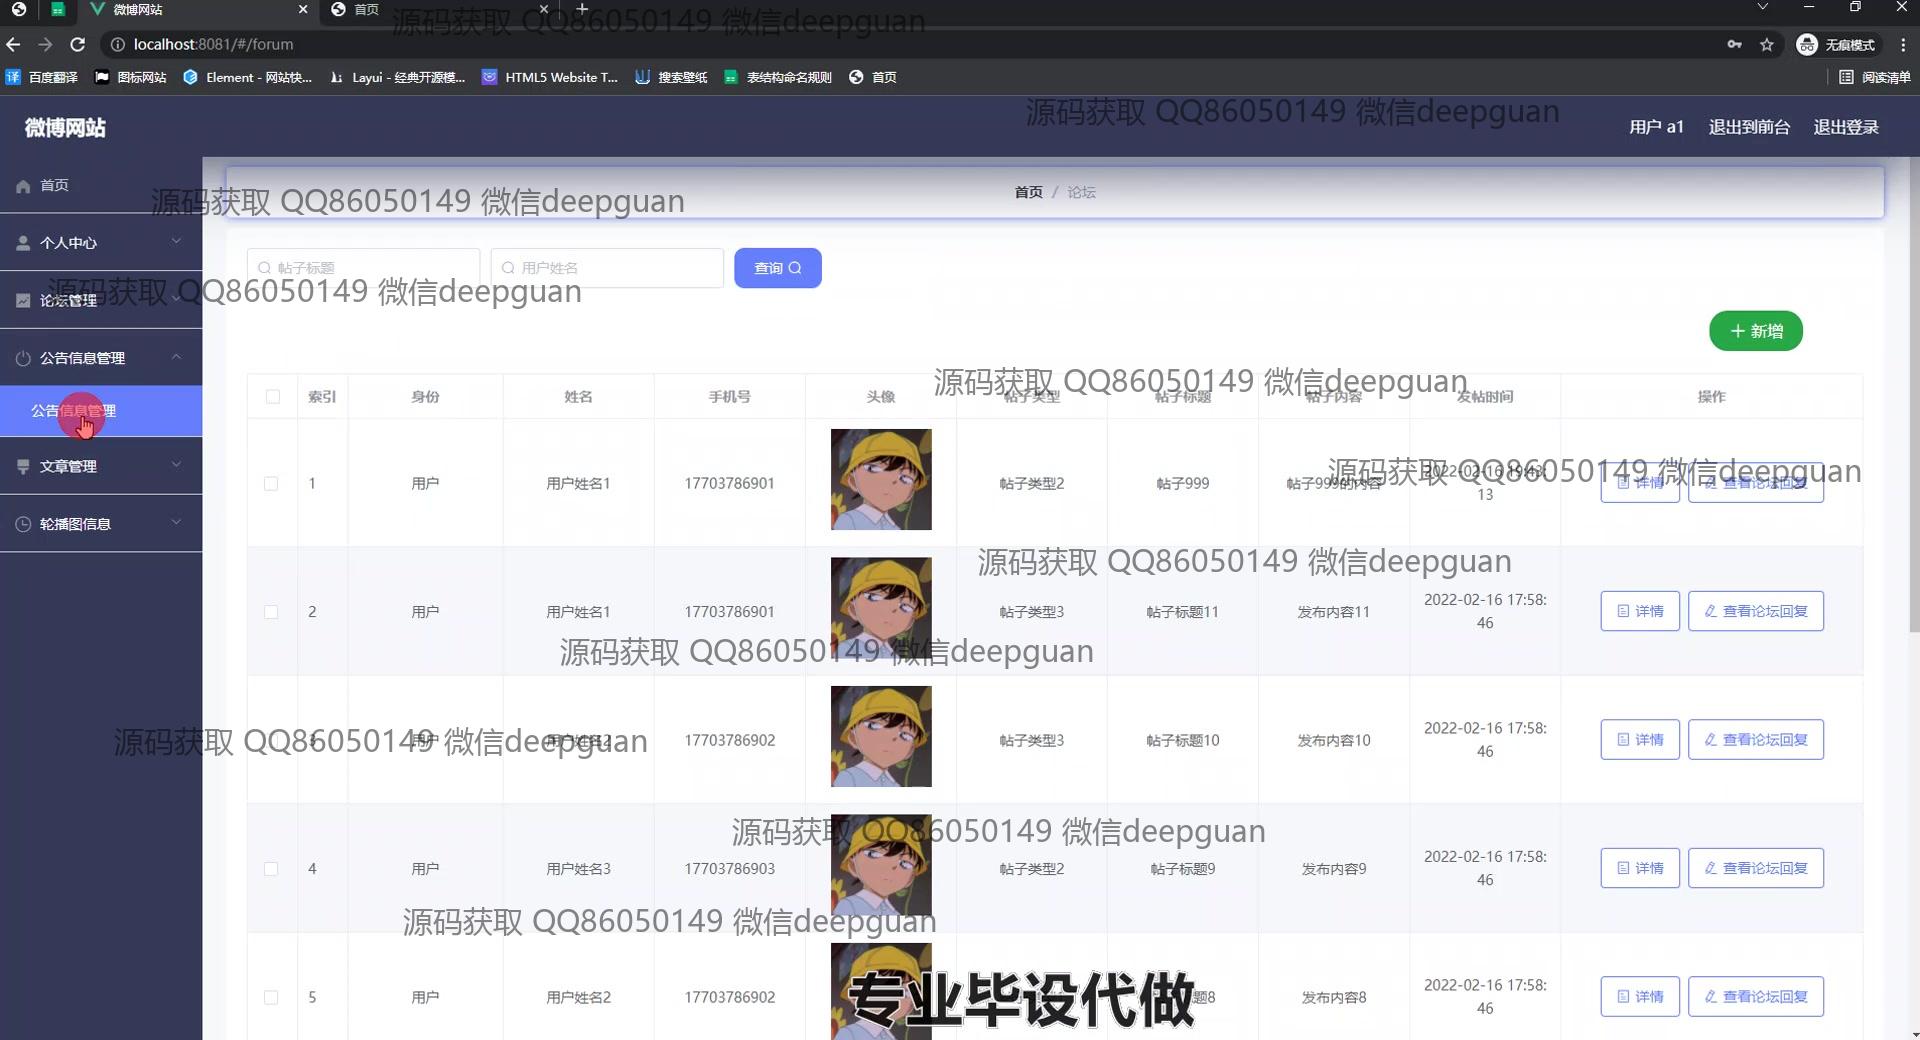 微博网站
首页
源码获取 QQ86050149 微信deepguan
localhost:8081/#/forum
无痕模式
百度翻译
图标网站
Element - 网站快...
Layui - 经典开源模...
HTML5 Website T...
搜索壁纸
表结构命名规则
首页
阅读清单
源码获取 QQ86050149 微信deepguan
微博网站
用户 a1
退出到前台
退出登录
首页
源码获取 QQ86050149 微信deepguan
首页 / 论坛
个人中心
帖子标题
用户姓名
查询
源码获取 QQ86050149 微信deepguan
论坛管理
新增
公告信息管理
源码获取 QQ86050149 微信deepguan
索引 身份 姓名 手机号 头像 帖子类型 帖子标题 帖子内容 发帖时间 操作
公告信息管理
文章管理
源码获取 QQ86050149 微信deepguan
1 用户 用户姓名1 17703786901 帖子类型2 帖子999 帖子999的内容 2022-02-16 19:43:
13
详情 查看论坛回复
轮播图信息
源码获取 QQ86050149 微信deepguan
2 用户 用户姓名1 17703786901 帖子类型3 帖子标题11 发布内容11 2022-02-16 17:58:
46
详情 查看论坛回复
源码获取 QQ86050149 微信deepguan
3 用户 17703786902 帖子类型3 帖子标题10 发布内容10 2022-02-16 17:58:
46
详情 查看论坛回复
源码获取 QQ86050149 微信deepguan
源码获取 QQ86050149 微信deepguan
4 用户 用户姓名3 17703786903 帖子类型2 帖子标题9 发布内容9 2022-02-16 17:58:
46
详情 查看论坛回复
源码获取 QQ86050149 微信deepguan
5 用户 用户姓名2 17703786902 题8 发布内容8 2022-02-16 17:58:
46
详情 查看论坛回复
专业毕设代做